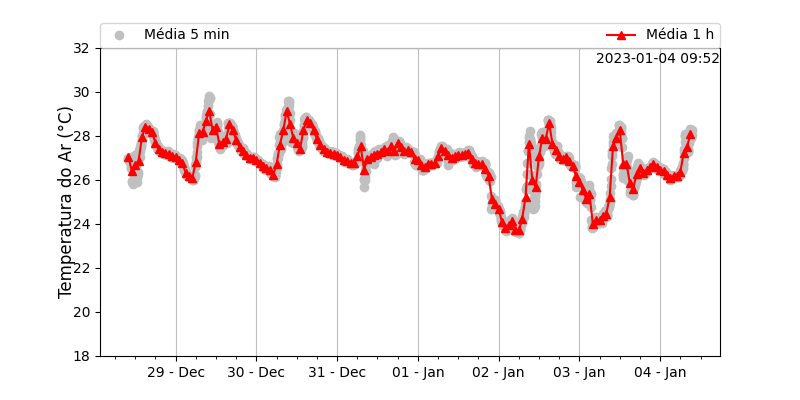 Média 5 min
Média 1 h
2023-01-04 09:52
Temperatura do Ar (°C)
32
30
28
26
24
22
20
18
29 - Dec
30 - Dec
31 - Dec
01 - Jan
02 - Jan
03 - Jan
04 - Jan